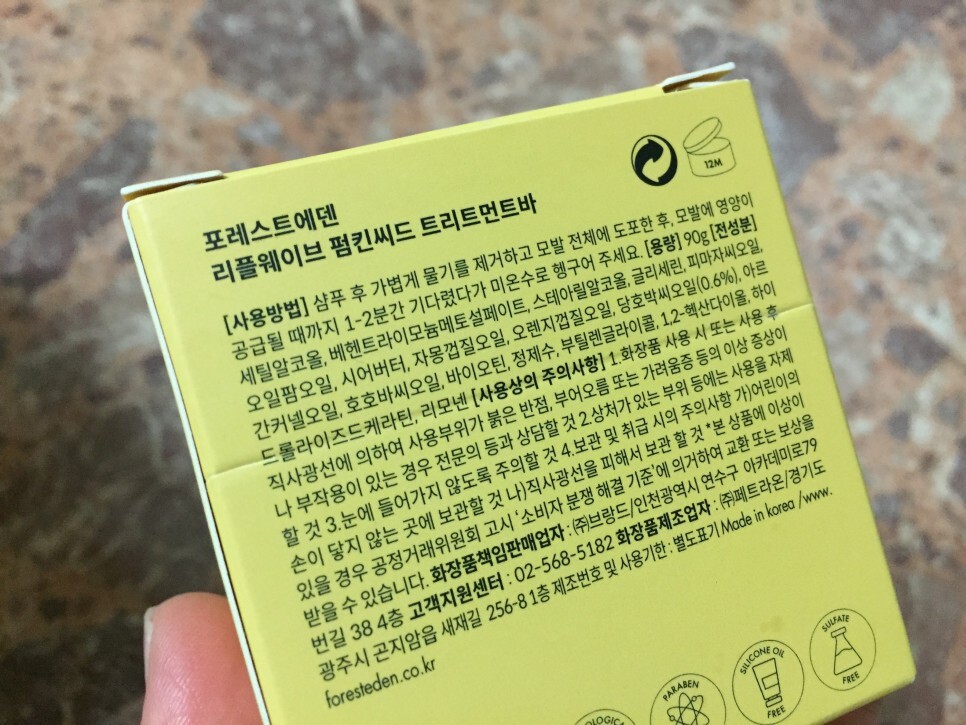 12M
포레스트에덴
리플웨이브 펌킨씨드 트리트먼트바
[사용방법] 샴푸 후 가볍게 물기를 제거하고 모발 전체에 도포한 후, 모발에 영양이
공급될 때까지 1-2분간 기다렸다가 미온수로 헹구어 주세요. [용량] 90g [전성분]
세틸알코올, 베헨트라이모늄메토설페이트, 스테아릴알코올, 글리세린, 피마자씨오일,
오일팜오일, 시어버터, 자몽껍질오일, 오렌지껍질오일, 당호박씨오일(0.6%), 아르
간커넬오일, 호호바씨오일, 바이오틴, 정제수, 부틸렌글라이콜, 1,2-헥산다이올, 하이
드롤라이즈드케라틴, 리모넨 [사용상의 주의사항] 1.화장품 사용 시 또는 사용 후
직사광선에 의하여 사용부위가 붉은 반점, 부어오름 또는 가려움증 등의 이상 증상이
나 부작용이 있는 경우 전문의 등과 상담할 것 2.상처가 있는 부위 등에는 사용을 자제
할 것 3.눈에 들어가지 않도록 주의할 것 4.보관 및 취급 시의 주의사항 가)어린이의
손이 닿지 않는 곳에 보관할 것 나)직사광선을 피해서 보관 할 것 *본 상품에 이상이
있을 경우 공정거래위원회 고시 '소비자 분쟁 해결 기준'에 의거하여 교환 또는 보상을
받을 수 있습니다. 화장품책임판매업자 : ㈜브랑드/인천광역시 연수구 아카데미로79
번길 38 4층 고객지원센터 : 02-568-5182 화장품제조업자 : ㈜페트라온/경기도
광주시 곤지암읍 새재길 256-8 1층 제조번호 및 사용기한 : 별도표기 Made in korea /www.
foresteden.co.kr
PARABEN
SILICONE OIL
FREE
SULFATE
FREE